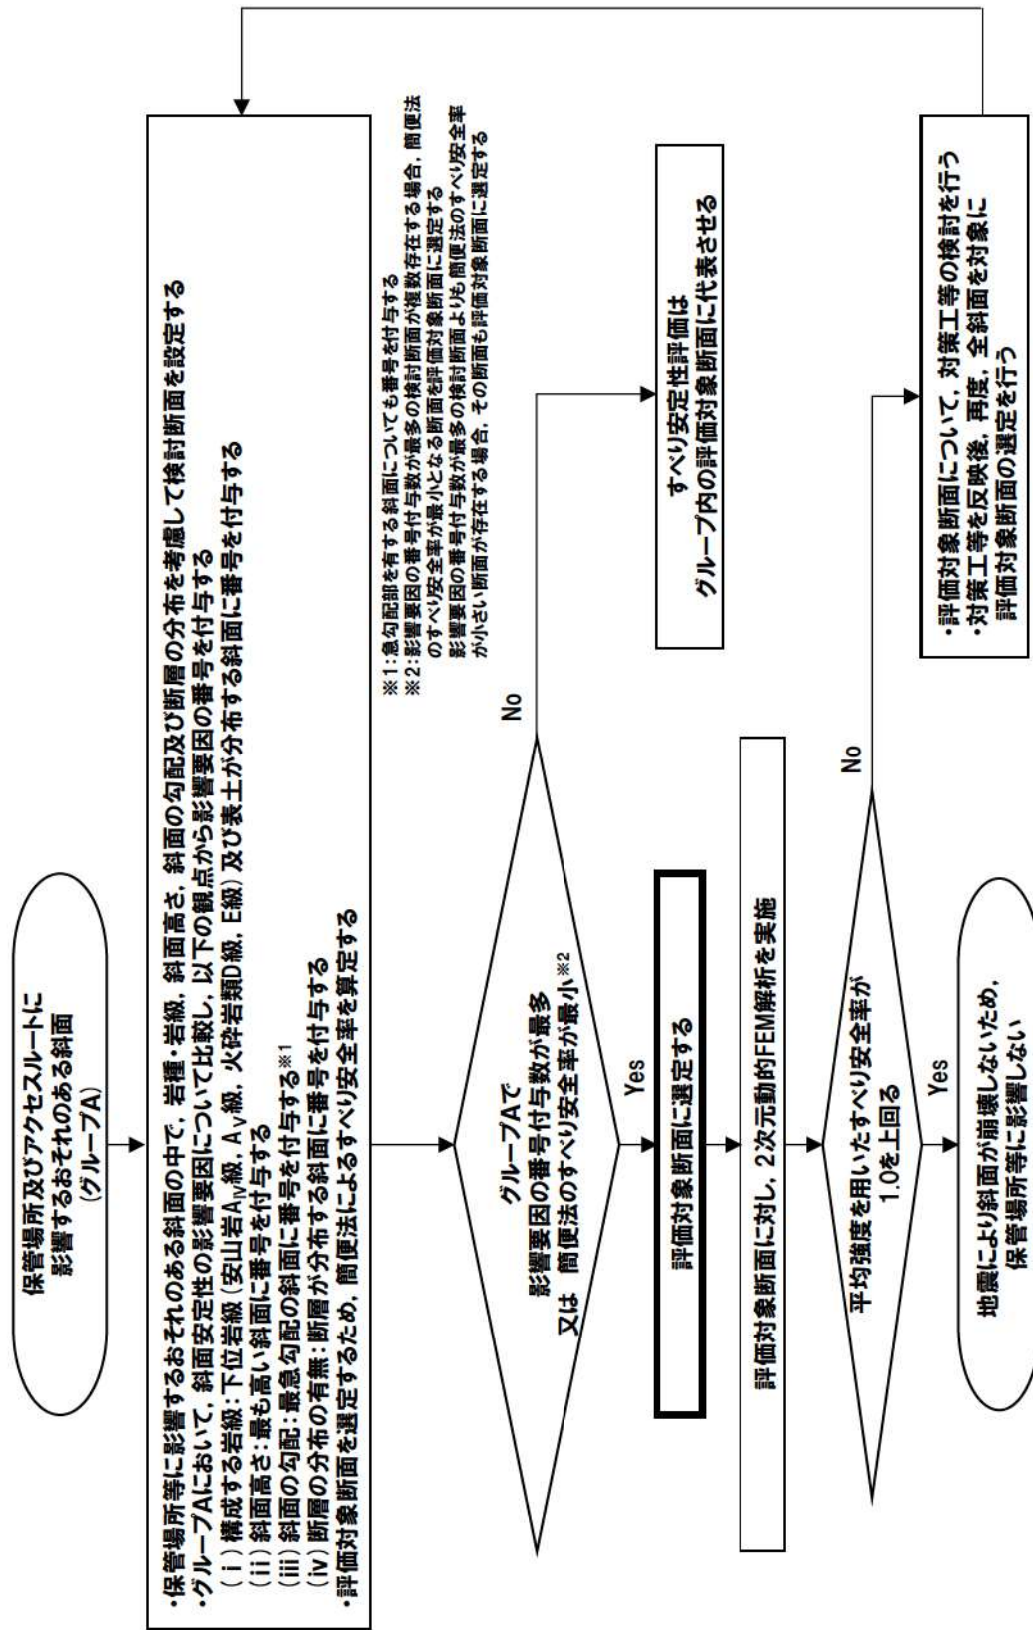 保管場所及びアクセスルートに
影響するおそれのある斜面
(グループA)
・保管場所等に影響するおそれのある斜面の中で，岩種・岩級，斜面高さ，斜面の勾配及び断層の分布を考慮して検討断面を設定する
・グループAにおいて，斜面安定性の影響要因について比較し，以下の観点から影響要因の番号を付与する
(ⅰ)構成する岩級：下位岩級(安山岩AⅣ級，AⅤ級，火砕岩類D級，E級)及び表土が分布する斜面に番号を付与する
(ⅱ)斜面高さ：最も高い斜面に番号を付与する
(ⅲ)斜面の勾配：最急勾配の斜面に番号を付与する※1
(ⅳ)断層の分布の有無：断層が分布する斜面に番号を付与する
・評価対象断面を選定するため，簡便法によるすべり安全率を算定する
※1：急勾配部を有する斜面についても番号を付与する
※2：影響要因の番号付与数が最多の検討断面が複数存在する場合，簡便法
のすべり安全率が最小となる断面を評価対象断面に選定する
影響要因の番号付与数が最多の検討断面よりも簡便法のすべり安全率
が小さい断面が存在する場合，その断面も評価対象断面に選定する
グループAで
影響要因の番号付与数が最多
又は　簡便法のすべり安全率が最小※2
No
すべり安定性評価は
グループ内の評価対象断面に代表させる
Yes
評価対象断面に選定する
評価対象断面に対し，2次元動的FEM解析を実施
平均強度を用いたすべり安全率が
1.0を上回る
No
・評価対象断面について，対策工等の検討を行う
・対策工等を反映後，再度，全斜面を対象に
評価対象断面の選定を行う
Yes
地震により斜面が崩壊しないため，
保管場所等に影響しない